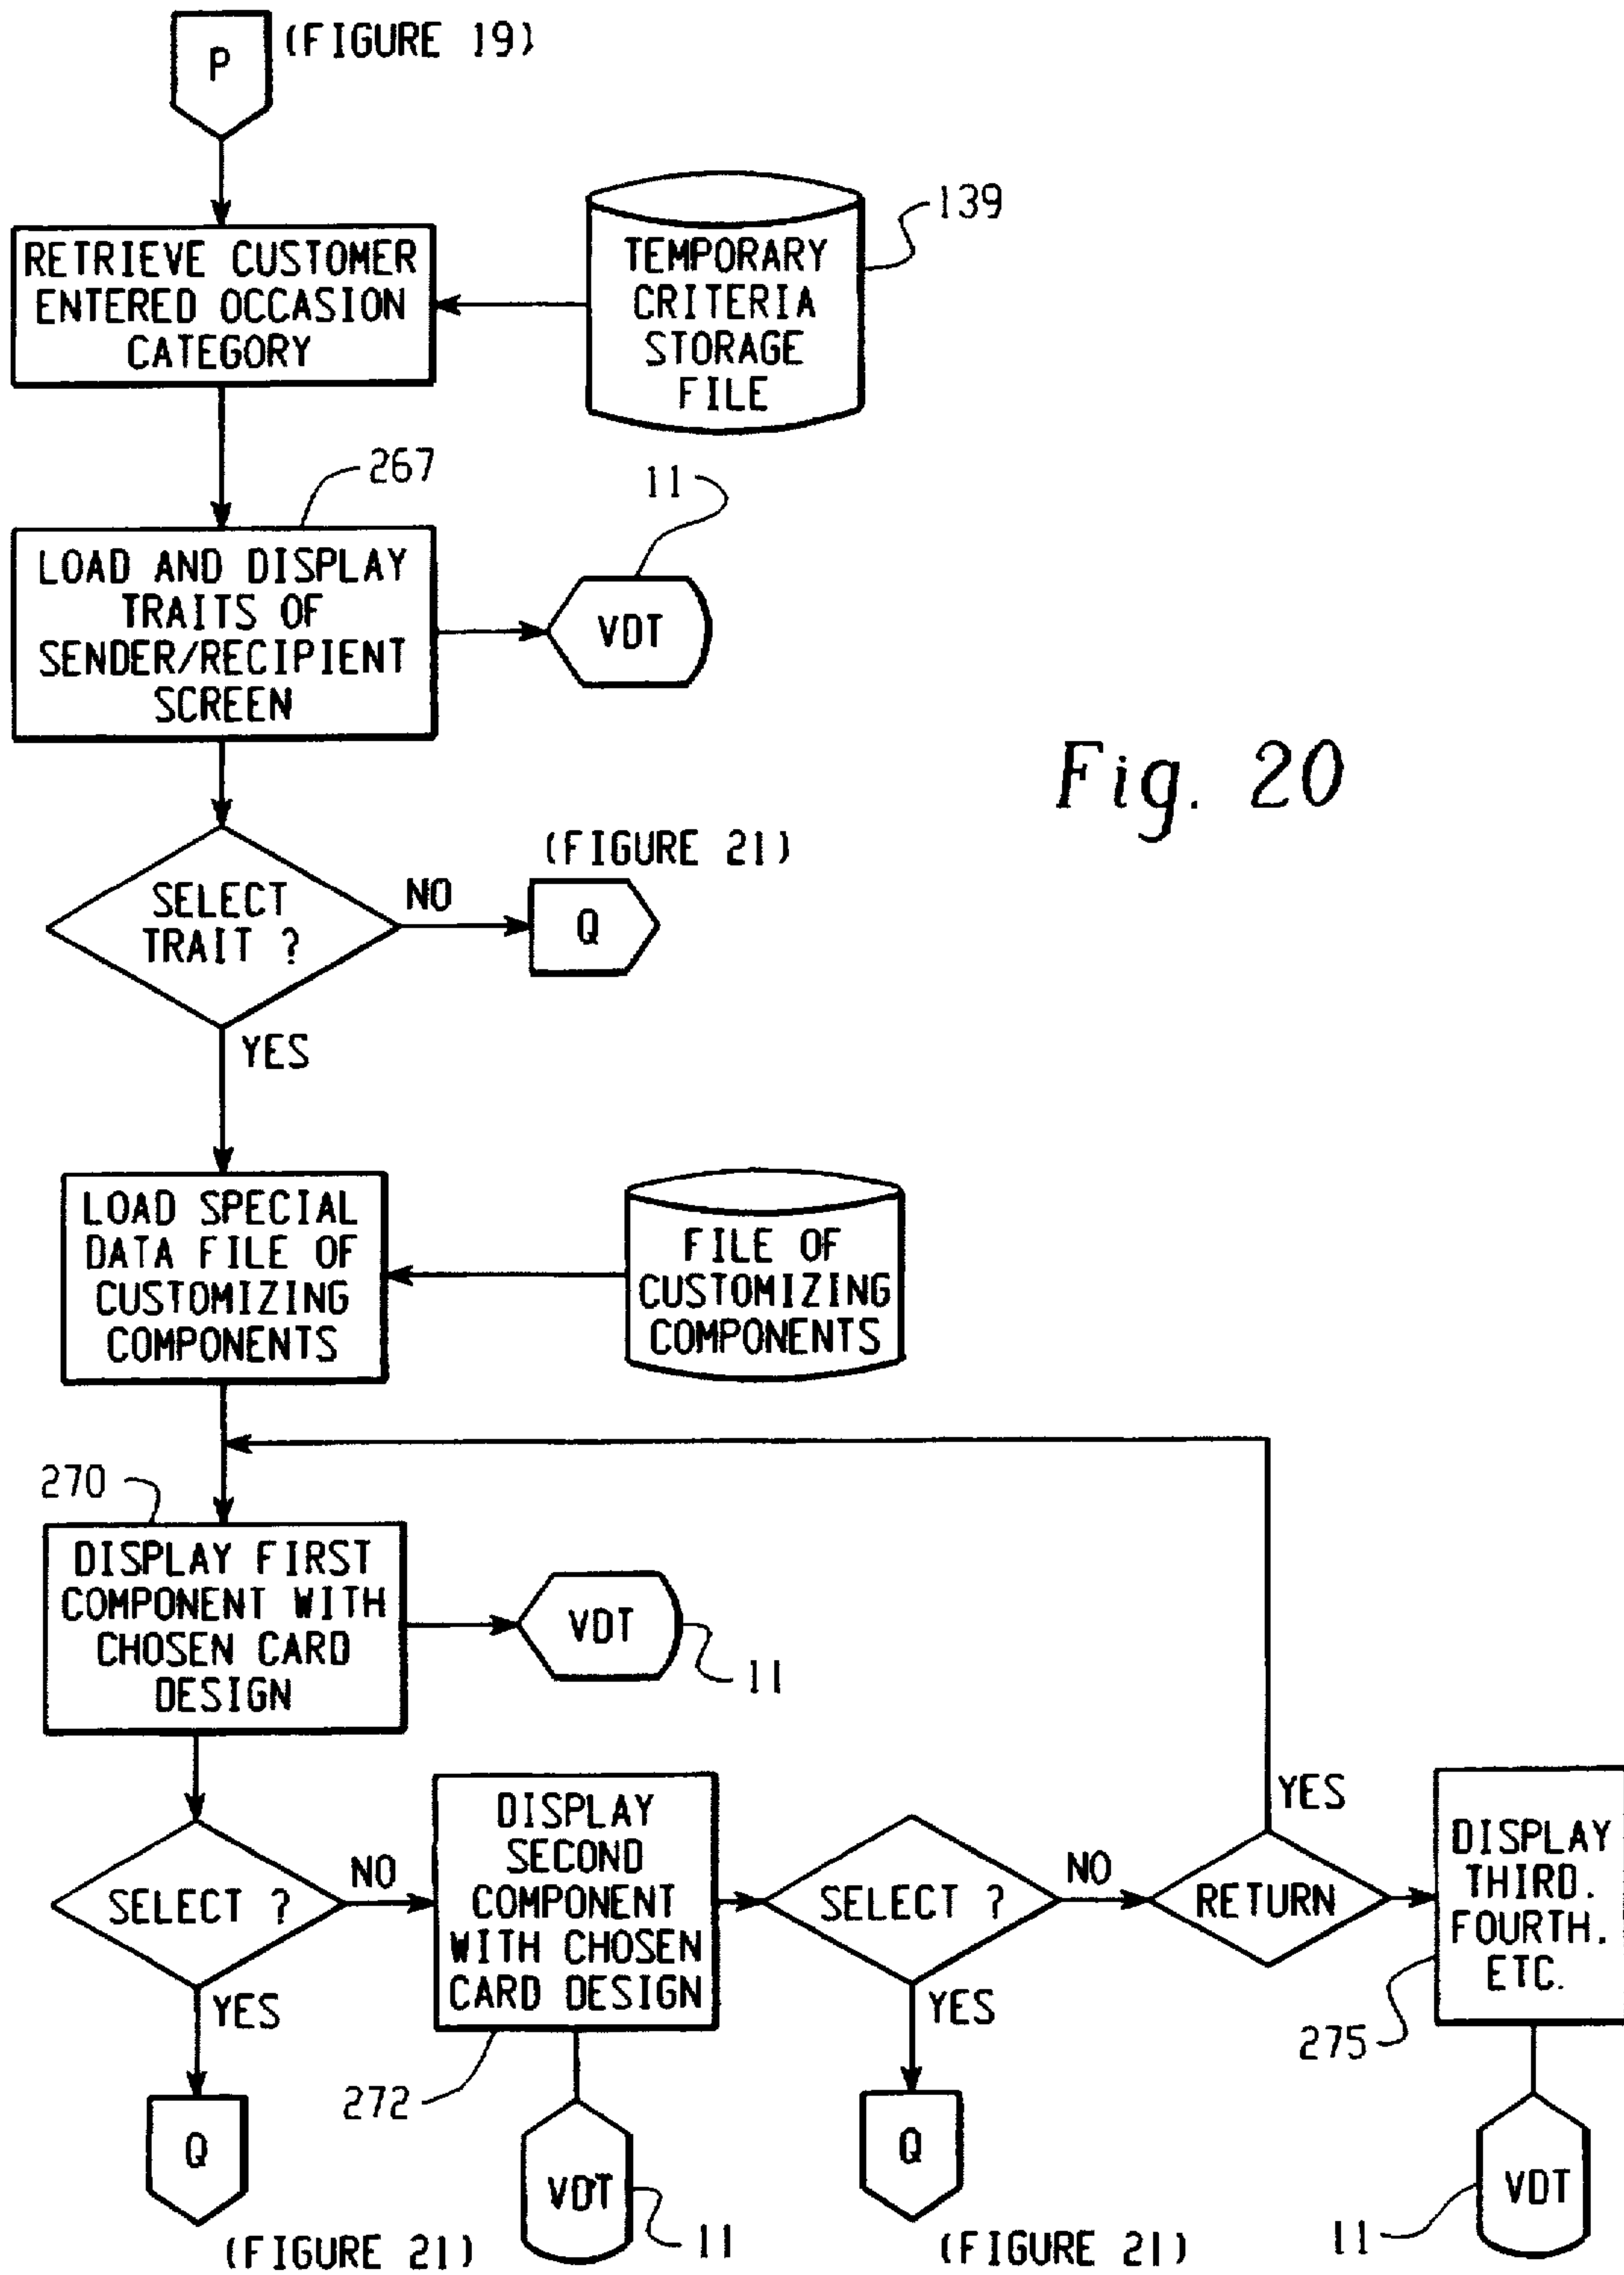 P
(FIGURE 19)
RETRIEVE CUSTOMER
ENTERED OCCASION
CATEGORY
TEMPORARY
CRITERIA
STORAGE
FILE
139
267
LOAD AND DISPLAY
TRAITS OF
SENDER/RECIPIENT
SCREEN
11
VDT
Fig. 20
SELECT
TRAIT ?
NO
(FIGURE 21)
Q
YES
LOAD SPECIAL
DATA FILE OF
CUSTOMIZING
COMPONENTS
FILE OF
CUSTOMIZING
COMPONENTS
270
DISPLAY FIRST
COMPONENT WITH
CHOSEN CARD
DESIGN
VDT
11
SELECT ?
NO
YES
Q
(FIGURE 21)
DISPLAY
SECOND
COMPONENT
WITH CHOSEN
CARD DESIGN
272
VDT
11
SELECT ?
NO
YES
Q
(FIGURE 21)
RETURN
YES
DISPLAY
THIRD.
FOURTH.
ETC.
275
VDT
11